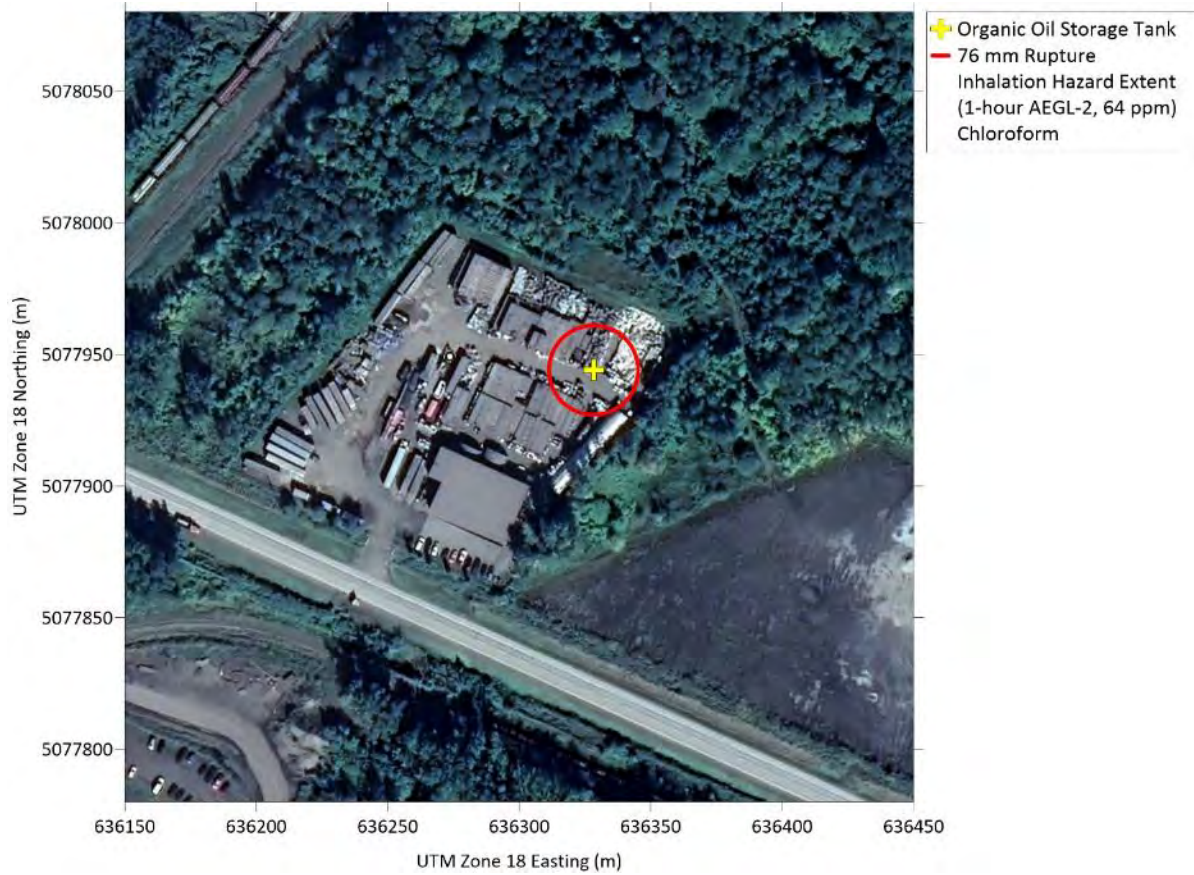 Organic Oil Storage Tank
76 mm Rupture
Inhalation Hazard Extent
(1-hour AEGL-2, 64 ppm)
Chloroform
5078050
5078000
5077950
5077900
5077850
5077800
UTM Zone 18 Northing (m)
636150 636200 636250 636300 636350 636400 636450
UTM Zone 18 Easting (m)